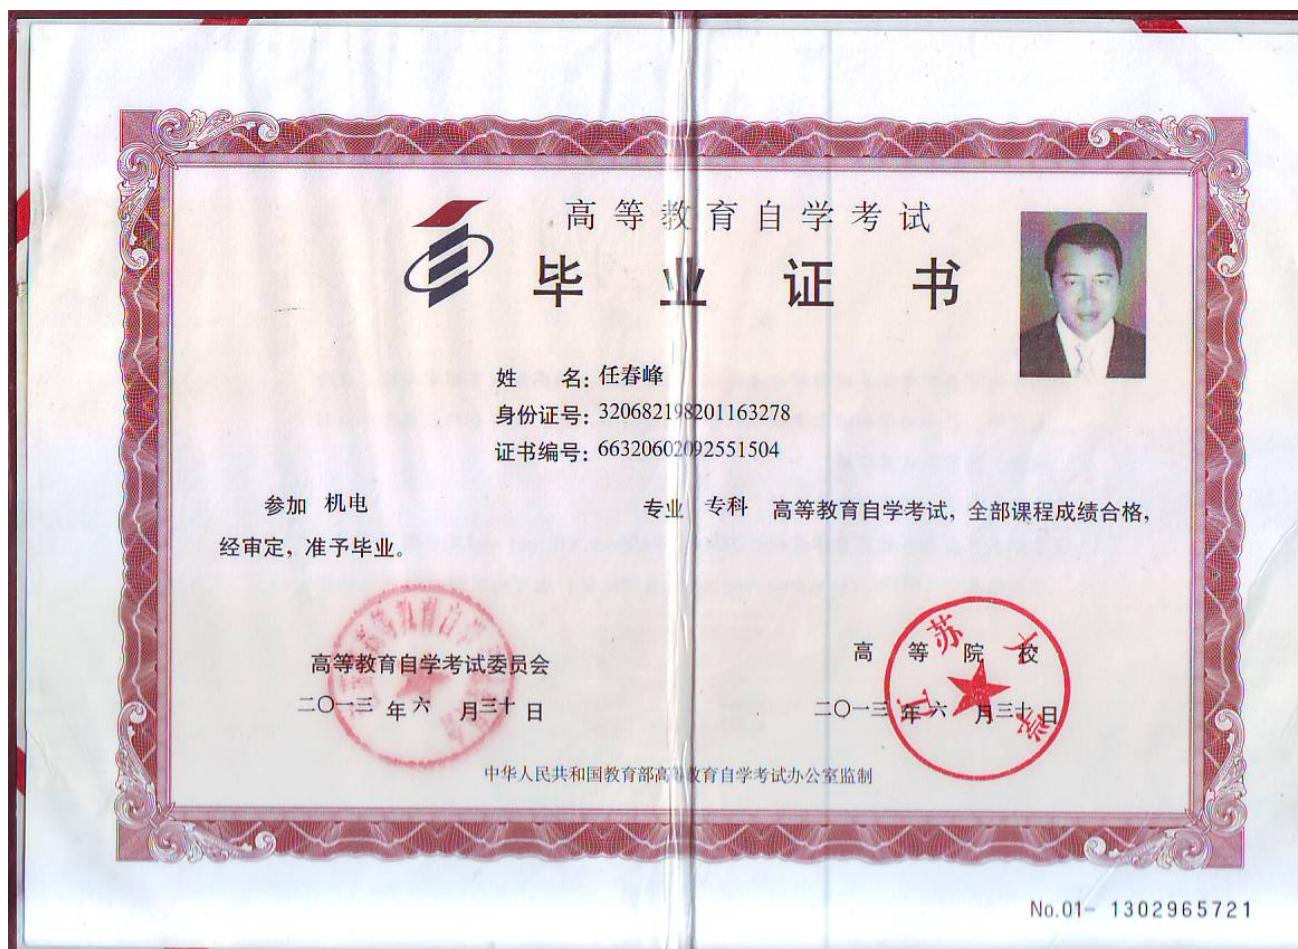 高等教育自学考试
毕业证书
姓 名：任春峰
身份证号：320682198201163278
证书编号：66320602092551504
参加 机电 专业 专科 高等教育自学考试，全部课程成绩合格，
经审定，准予毕业。
高等教育自学考试委员会
二〇一三 年 六 月 三十 日
高等院校
江苏大学
二〇一三 年 六 月 三十 日
中华人民共和国教育部高等教育自学考试办公室监制
No.01- 1302965721